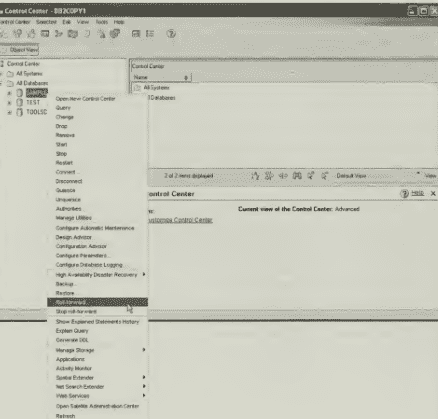 Control Center - DB2COPY1
Control Center Selected Edit View Tools Help
Object View
Control Center
All Systems
All Databases
SAMPLE
TEST
TOOLSD
Control Center
Name
All Systems
Databases
Open New Control Center
Query
Change
Drop
Remove
Start
Stop
Restart
Connect...
Disconnect
Quiesce
Unquiesce
Authorities
Manage Utilities
Configure Automatic Maintenance
Design Advisor
Configuration Advisor
Configure Parameters...
Configure Database Logging...
High Availability Disaster Recovery
Backup...
Restore
Roll-forward...
Stop roll-forward
Show Explained Statements History
Explain Query
Generate DDL
Manage Storage
Applications
Activity Monitor
Spatial Extender
Net Search Extender
Web Services
Open Satellite Administration Center
Refresh
2 of 2 items displayed
Default View
View
Control Center
Help
Current view of the Control Center: Advanced
Customize Control Center